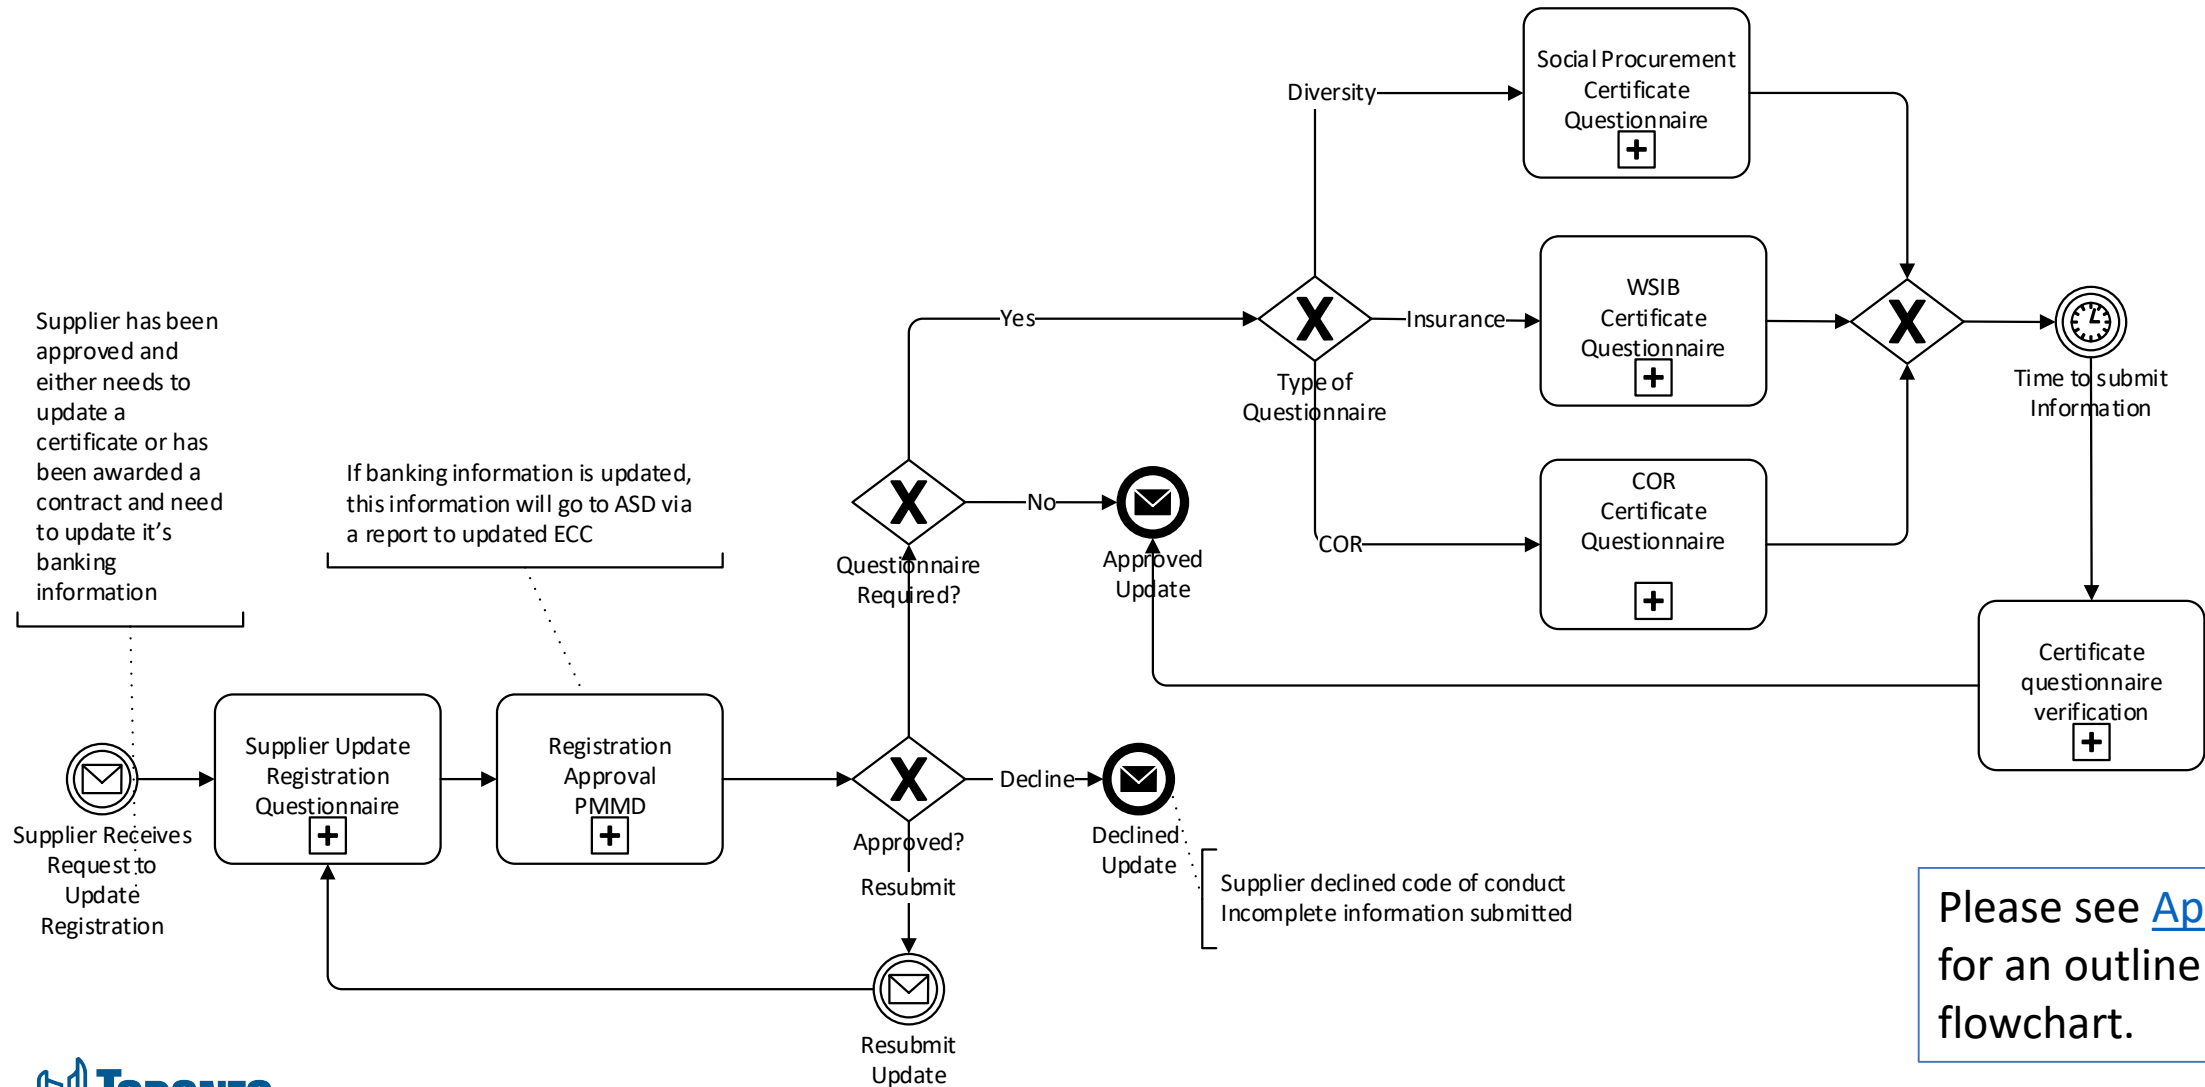 Social Procurement
Certificate
Questionnaire
Diversity
WSIB
Certificate
Questionnaire
Yes
Insurance
Type of
Questionnaire
Time to submit
Information
Supplier has been
approved and
either needs to
update a
certificate or has
been awarded a
contract and need
to update it’s
banking
information
If banking information is updated,
this information will go to ASD via
a report to updated ECC
COR
Certificate
Questionnaire
No
COR
Questionnaire
Required?
Approved
Update
Certificate
questionnaire
verification
Supplier Update
Registration
Questionnaire
Registration
Approval
PMMD
Decline
Supplier Receives
Request to
Update
Registration
Approved?
Resubmit
Declined
Update
Supplier declined code of conduct
Incomplete information submitted
Please see
for an outline
flowchart.
Resubmit
Update
TORONTO